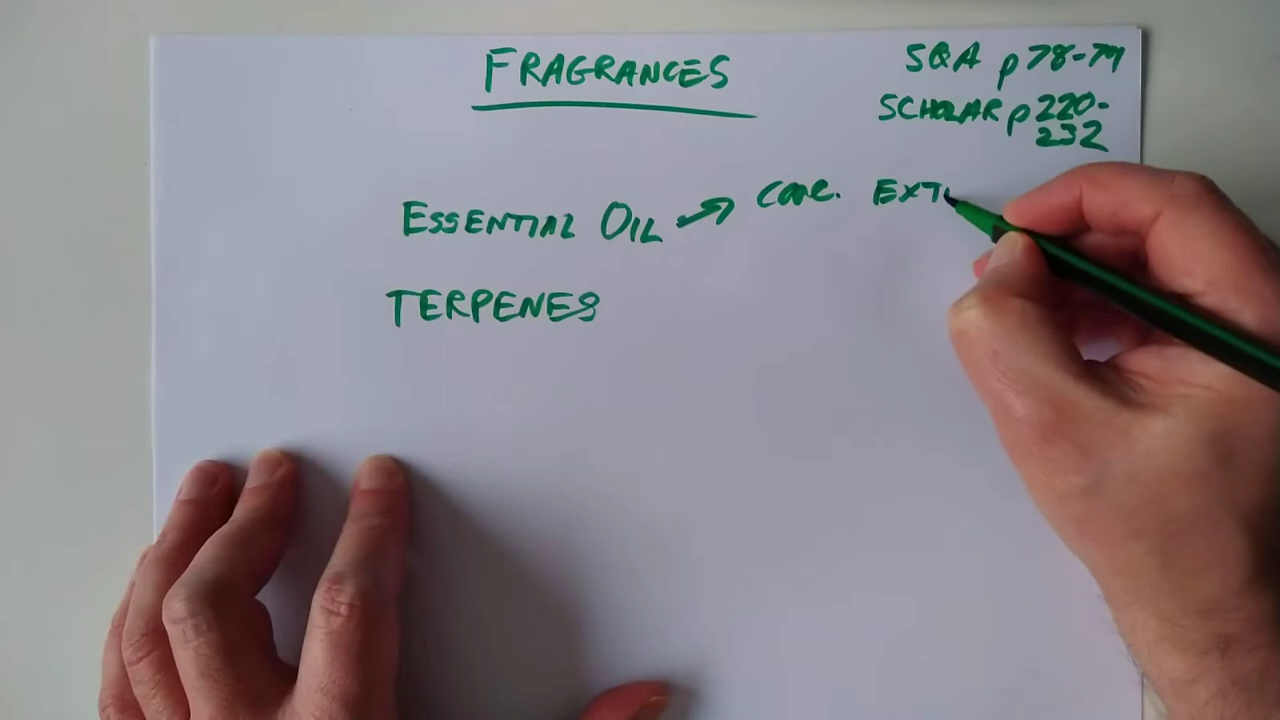 FRAGRANCES
SQA p78-79
SCHOLAR p220-
232
ESSENTIAL OIL → Conc. EXT
TERPENES